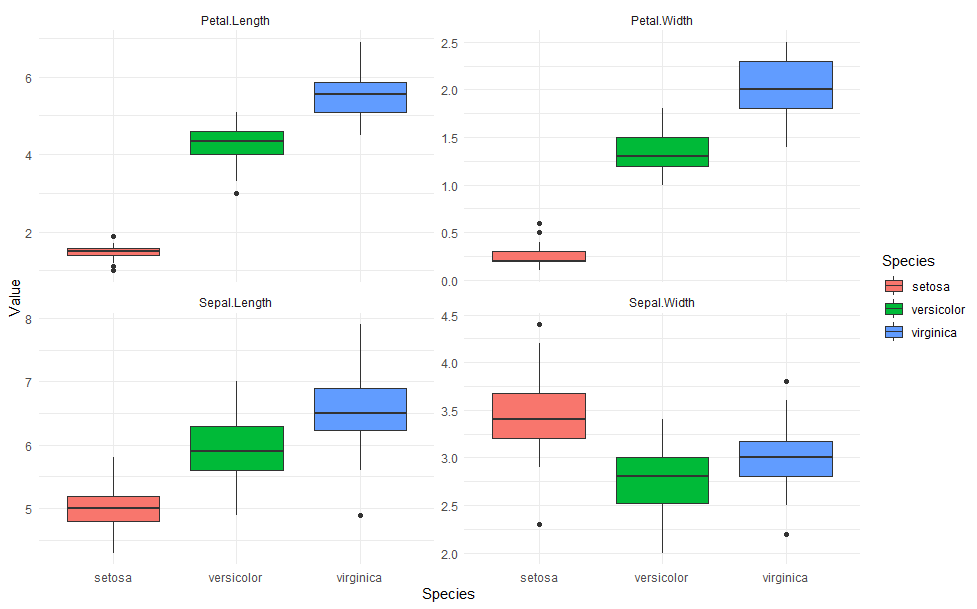 Petal.Length
Petal.Width
6
4
2
2.5
2.0
1.5
1.0
0.5
0.0
Value
Sepal.Length
Sepal.Width
8
7
6
5
4.5
4.0
3.5
3.0
2.5
2.0
setosa
versicolor
virginica
setosa
versicolor
virginica
Species
Species
setosa
versicolor
virginica